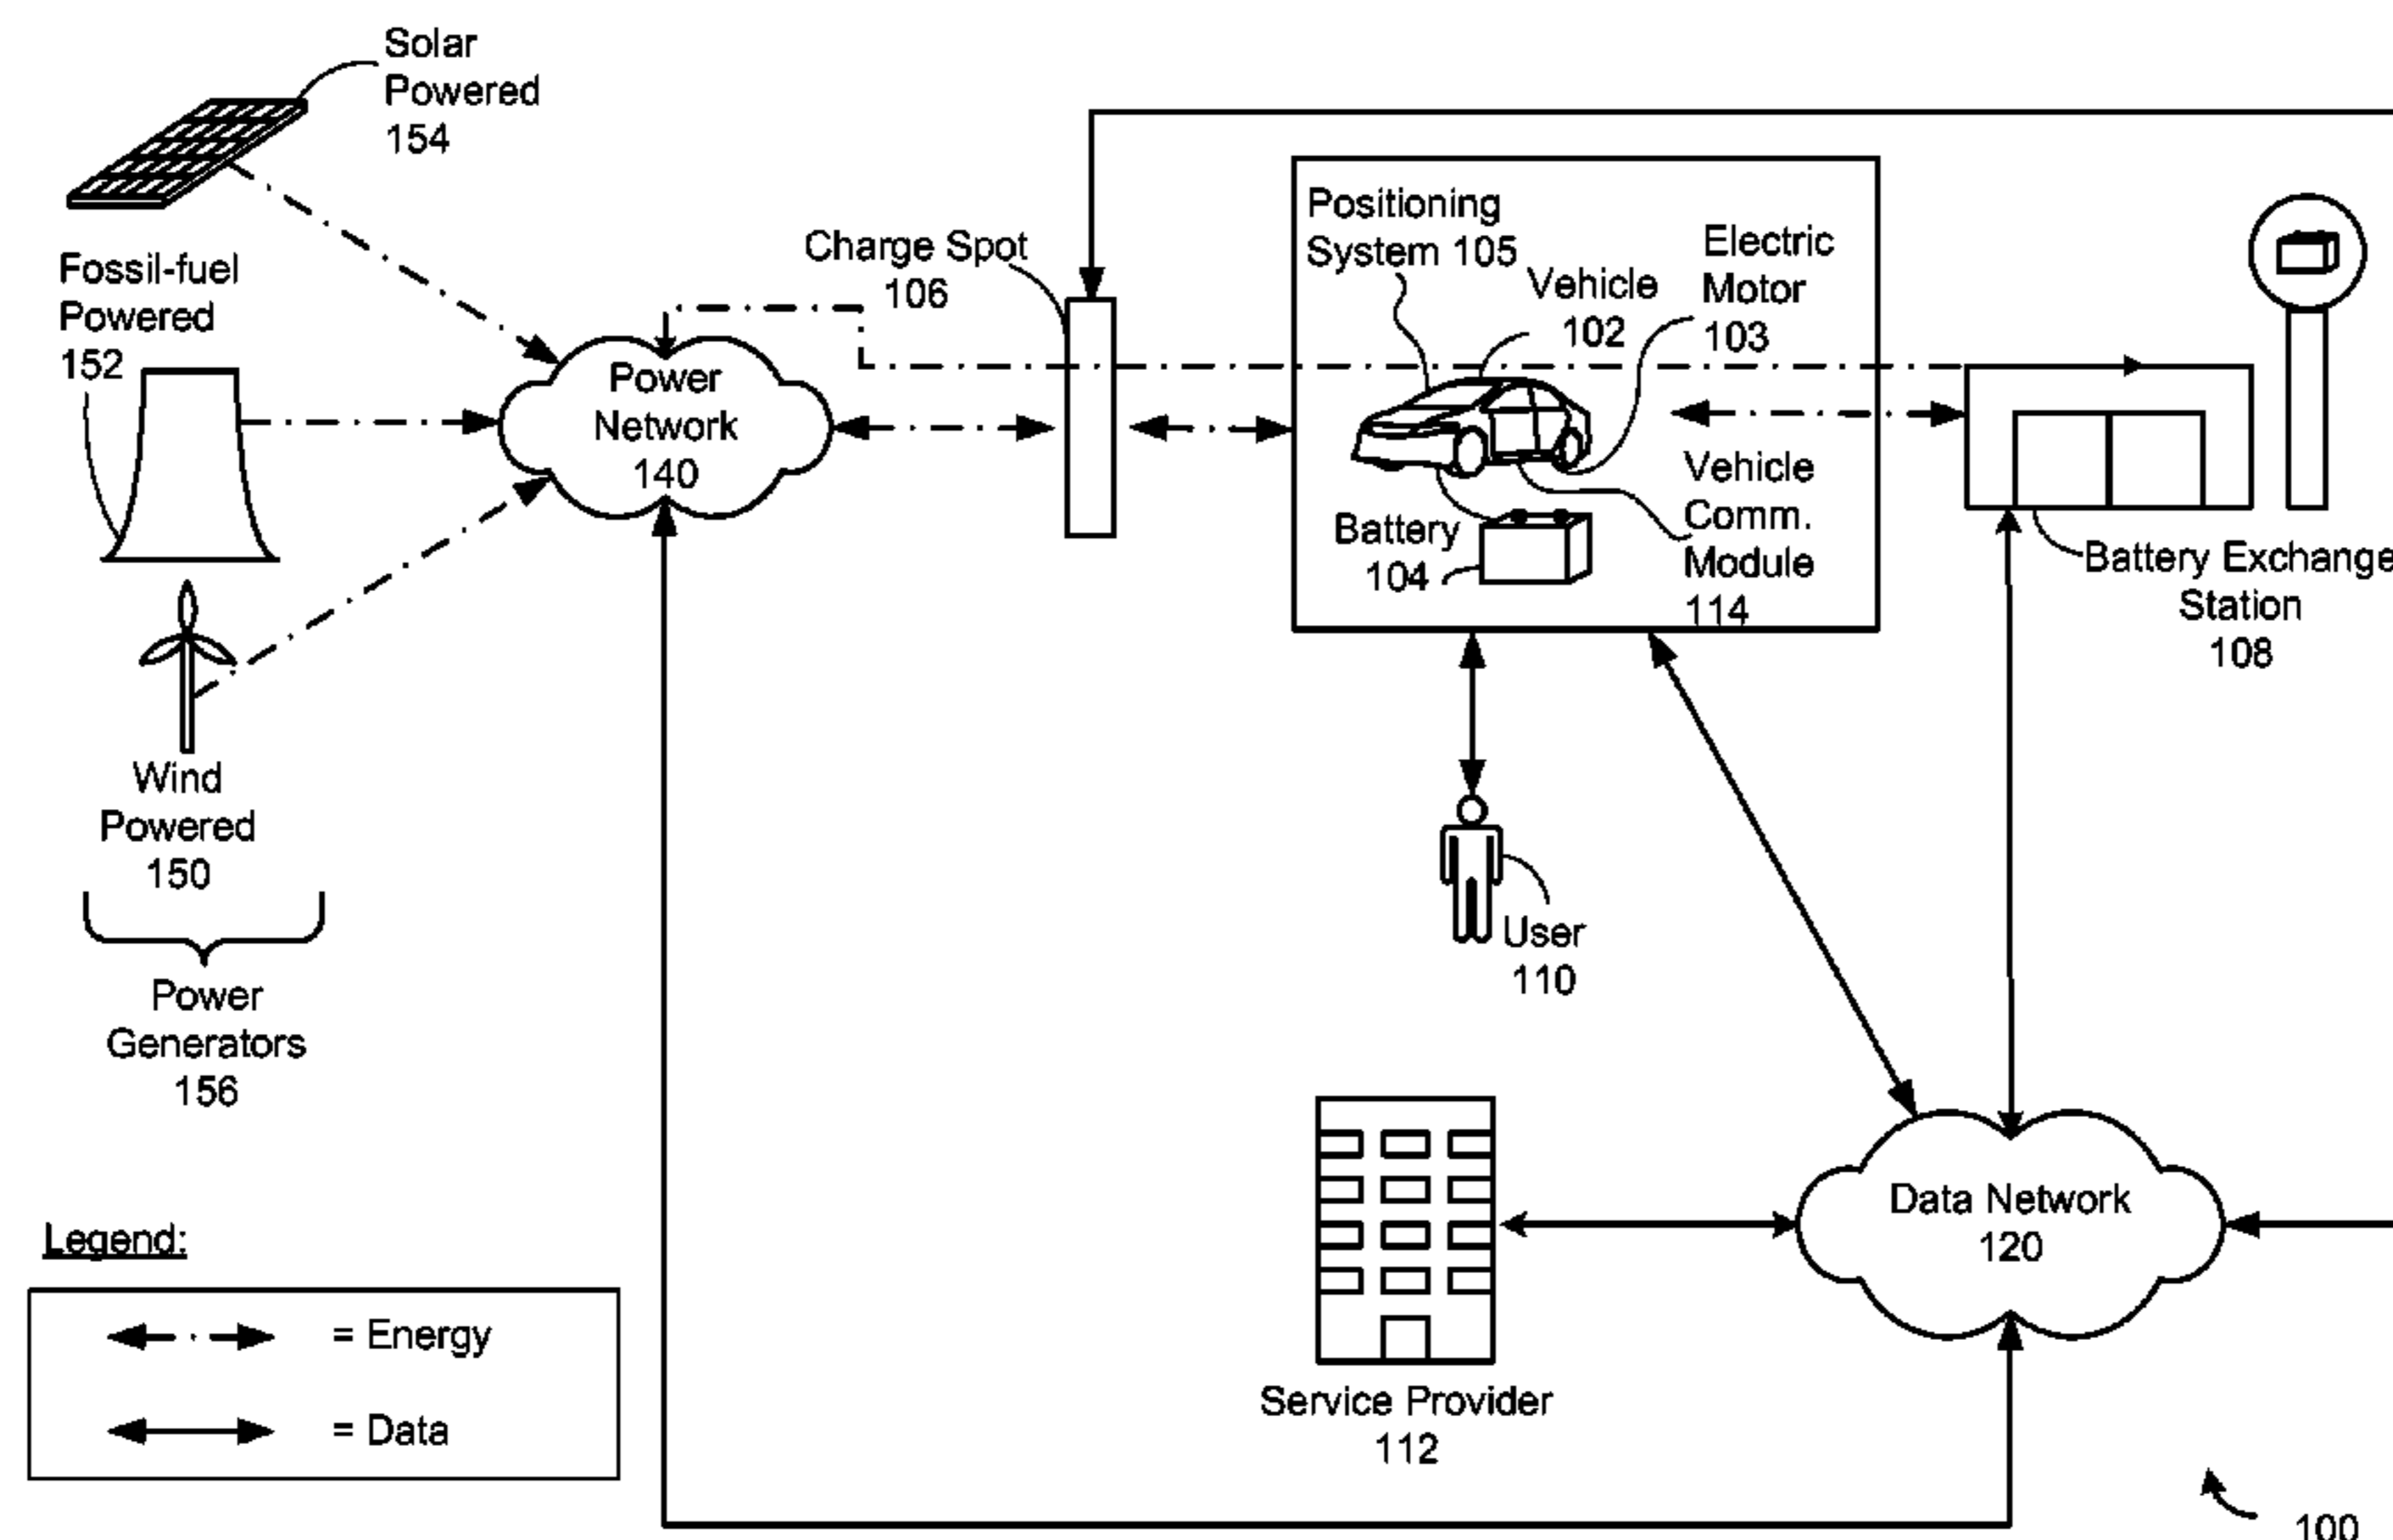 Solar
Powered
154
Fossil-fuel
Powered
152
Charge Spot
106
Power
Network
140
Positioning
System 105
Vehicle
102
Electric
Motor
103
Battery
104
Vehicle
Comm.
Module
114
Battery Exchange
Station
108
Wind
Powered
150
Power
Generators
156
User
110
Data Network
120
Service Provider
112
Legend:
= Energy
= Data
100